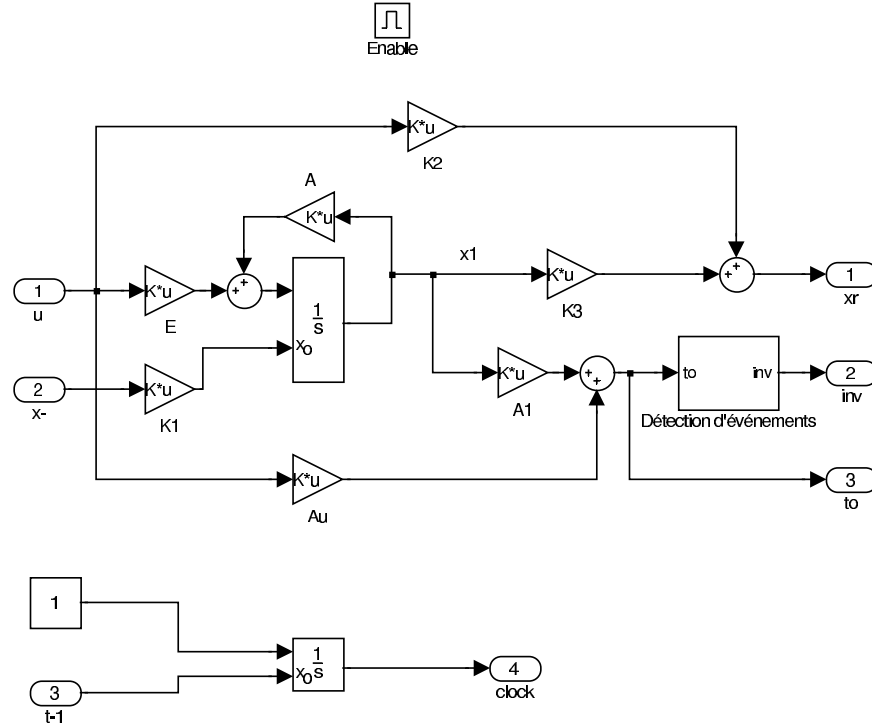 Enable
K*u
K2
A
K*u
x1
1
u
K*u
E
+
+
1
s
xo
K*u
K3
+
+
1
xr
2
x-
K*u
K1
K*u
A1
+
+
to
inv
Détection d'événements
2
inv
K*u
Au
3
to
1
xo
1
s
3
t-1
4
clock